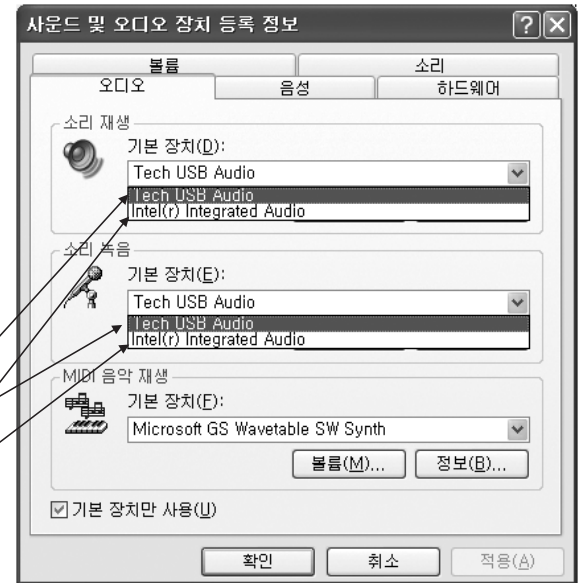 사운드 및 오디오 장치 등록 정보
볼륨 소리
오디오 음성 하드웨어
소리 재생
기본 장치(D):
Tech USB Audio
Tech USB Audio
Intel(r) Integrated Audio
소리 녹음
기본 장치(E):
Tech USB Audio
Tech USB Audio
Intel(r) Integrated Audio
MIDI 음악 재생
기본 장치(F):
Microsoft GS Wavetable SW Synth
볼륨(M)... 정보(B)...
기본 장치만 사용(U)
확인 취소 적용(A)